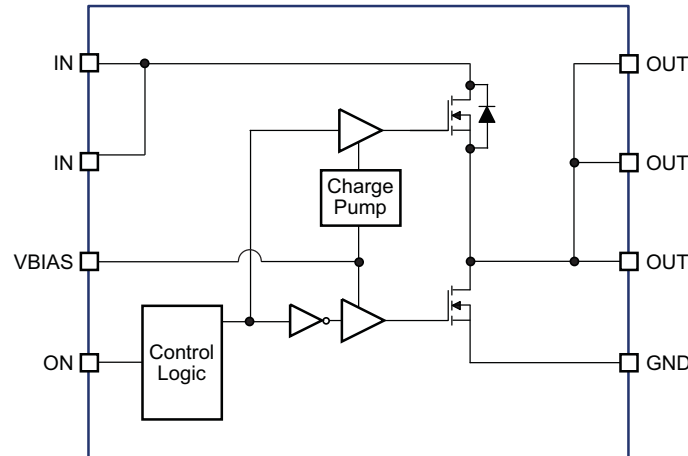 IN
OUT
IN
OUT
Charge
Pump
VBIAS
OUT
Control
Logic
ON
GND